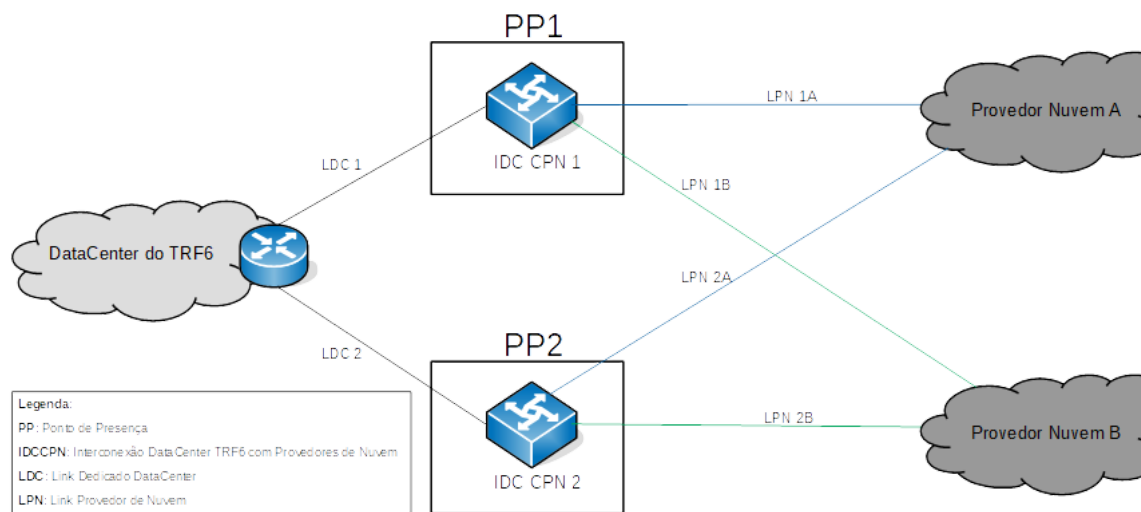 PP1
LPN 1A
Provedor Nuvem A
IDC CPN 1
LDC 1
LPN 1B
DataCenter do TRF6
LPN 2A
PP2
LDC 2
LPN 2B
Provedor Nuvem B
IDC CPN 2
Legenda:
PP: Ponto de Presença
IDCCPN: Interconexão DataCenter TRF6 com Provedores de Nuvem
LDC: Link Dedicado DataCenter
LPN: Link Provedor de Nuvem